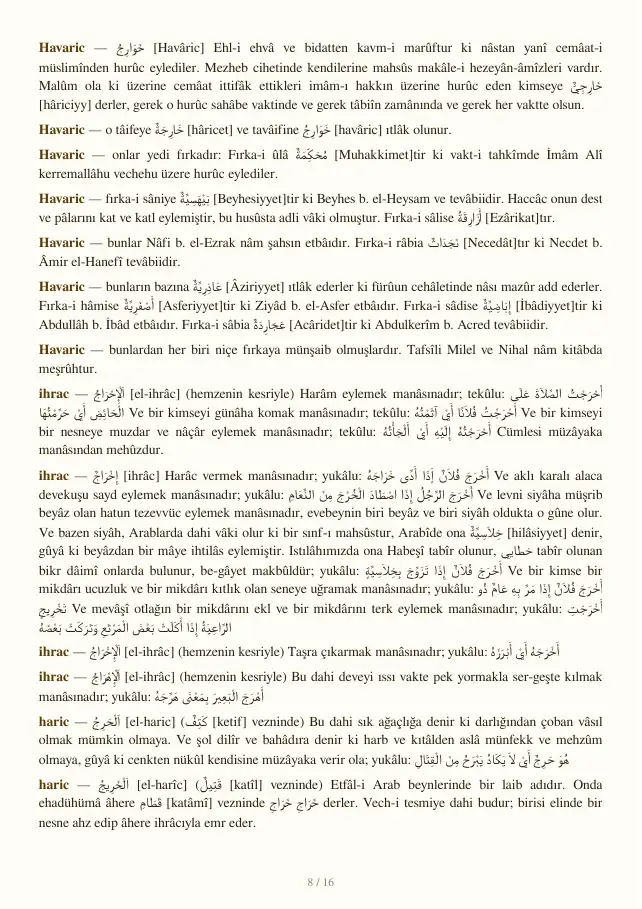 Havaric — خَوَارِجُ [Havâric] Ehl-i ehvâ ve bidatten kavm-i marûftur ki nâstan yanî cemâat-i
müslimînden hurûc eylediler. Mezheb cihetinde kendilerine mahsûs makâle-i hezeyân-âmîzleri vardır.
Malûm ola ki üzerine cemâat ittifâk ettikleri imâm-ı hakkın üzerine hurûc eden kimseye خَارِجِيٌّ
[hâriciyy] derler, gerek o hurûc sahâbe vaktinde ve gerek tâbiîn zamânında ve gerek her vaktte olsun.
Havaric — o tâifeye خَارِجَةٌ [hâricet] ve tavâifine خَوَارِجُ [havâric] ıtlâk olunur.
Havaric — onlar yedi fırkadır: Fırka-i ûlâ مُحَكِّمَةٌ [Muhakkimet]tir ki vakt-i tahkîmde İmâm Alî
kerremallâhu vechehu üzere hurûc eylediler.
Havaric — fırka-i sâniye بَيْهَسِيَّةٌ [Beyhesiyyet]tir ki Beyhes b. el-Heysam ve tevâbiidir. Haccâc onun dest
ve pâlarını kat ve katl eylemiştir, bu husûsta adli vâki olmuştur. Fırka-i sâlise أَزَارِقَةُ [Ezârikat]tır.
Havaric — bunlar Nâfi b. el-Ezrak nâm şahsın etbâıdır. Fırka-i râbia نَجَدَاتٌ [Necedât]tır ki Necdet b.
Âmir el-Hanefî tevâbiidir.
Havaric — bunların bazına عَاذِرِيَّةٌ [Âziriyyet] ıtlâk ederler ki fürûun cehâletinde nâsı mazûr add ederler.
Fırka-i hâmise أَصْفَرِيَّةٌ [Asferiyyet]tir ki Ziyâd b. el-Asfer etbâıdır. Fırka-i sâdise إِبَاضِيَّةٌ [İbâdiyyet]tir ki
Abdullâh b. İbâd etbâıdır. Fırka-i sâbia عَجَارِدَةٌ [Acâridet]tir ki Abdulkerîm b. Acred tevâbiidir.
Havaric — bunlardan her biri niçe fırkaya münşaib olmuşlardır. Tafsîli Milel ve Nihal nâm kitâbda
meşrûhtur.
ihrac — اَلْإِحْرَاجُ [el-ihrâc] (hemzenin kesriyle) Harâm eylemek manâsınadır; tekûlu: أَحْرَجْتُ الصَّلاَةَ عَلَى
الْحَائِضِ أَيْ حَرَّمْتُهَا Ve bir kimseyi günâha komak manâsınadır; tekûlu: أَحْرَجْتُ فُلاَنًا أَيْ آثَمْتُهُ Ve bir kimseyi
bir nesneye muzdar ve nâçâr eylemek manâsınadır; tekûlu: أَحْرَجْتُهُ إِلَيْهِ أَيْ أَلْجَأْتُهُ Cümlesi müzâyaka
manâsından mehûzdur.
ihrac — إِخْرَاجٌ [ihrâc] Harâc vermek manâsınadır; yukâlu: أَخْرَجَ فُلاَنٌ إِذَا أَدَّى خَرَاجَهُ Ve aklı karalı alaca
devekuşu sayd eylemek manâsınadır; yukâlu: أَخْرَجَ الرَّجُلُ إِذَا اصْطَادَ الْخُرْجَ مِنَ النَّعَامِ Ve levni siyâha müşrib
beyâz olan hatun tezevvüc eylemek manâsınadır, evebeynin biri beyâz ve biri siyâh oldukta o gûne olur.
Ve bazen siyâh, Arablarda dahi vâki olur ki bir sınf-ı mahsûstur, Arabîde ona خِلاَسِيَّةٌ [hilâsiyyet] denir,
gûyâ ki beyâzdan bir mâye ihtilâs eylemiştir. Istılâhımızda ona Habeşî tabîr olunur, خطايى tabîr olunan
bikr dâimî onlarda bulunur, be-gâyet makbûldür; yukâlu: أَخْرَجَ فُلاَنٌ إِذَا تَزَوَّجَ بِخِلاَسِيَّةٍ Ve bir kimse bir
mikdârı ucuzluk ve bir mikdârı kıtlık olan seneye uğramak manâsınadır; yukâlu: أَخْرَجَ فُلاَنٌ إِذَا مَرَّ بِهِ عَامٌ ذُو
تَخْرِيجٍ Ve mevâşî otlağın bir mikdârını ekl ve bir mikdârını terk eylemek manâsınadır; yukâlu: أَخْرَجَتِ
الرَّاعِيَةُ إِذَا أَكَلَتْ بَعْضَ الْمَرْتَعِ وَتَرَكَتْ بَعْضَهُ
ihrac — اَلْإِخْرَاجُ [el-ihrâc] (hemzenin kesriyle) Taşra çıkarmak manâsınadır; yukâlu: أَخْرَجَهُ أَيْ أَبْرَزَهُ
ihrac — اَلْإِهْرَاجُ [el-ihrâc] (hemzenin kesriyle) Bu dahi deveyi ıssı vakte pek yormakla ser-geşte kılmak
manâsınadır; yukâlu: أَهْرَجَ الْبَعِيرَ بِمَعْنَى هَرَّجَهُ
haric — اَلْحَرِجُ [el-haric] (كَتِفٌ [ketif] vezninde) Bu dahi sık ağaçlığa denir ki darlığından çoban vâsıl
olmak mümkin olmaya. Ve şol dilîr ve bahâdıra denir ki harb ve kıtâlden aslâ münfekk ve mehzûm
olmaya, gûyâ ki cenkten nükûl kendisine müzâyaka verir ola; yukâlu: هُوَ حَرِجٌ أَيْ لاَ يَكَادُ يَبْرَحُ مِنَ الْقِتَالِ
haric — اَلْخَرِيجُ [el-harîc] (قَتِيلٌ [katîl] vezninde) Etfâl-i Arab beynlerinde bir laib adıdır. Onda
ehadühümâ âhere قَطَامِ [katâmi] vezninde خَرَاجِ خَرَاجِ derler. Vech-i tesmiye dahi budur; birisi elinde bir
nesne ahz edip âhere ihrâcıyla emr eder.
8 / 16